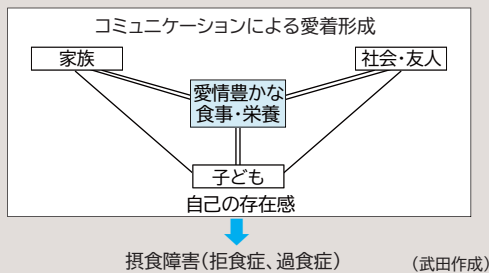 コミュニケーションによる愛着形成
家族
社会・友人
愛情豊かな
食事・栄養
子ども
自己の存在感
摂食障害(拒食症、過食症)
(武田作成)